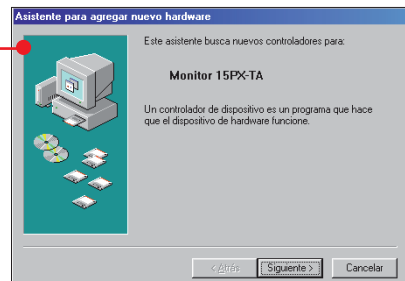 Asistente para agregar nuevo hardware
Este asistente busca nuevos controladores para:
Monitor 15PX-TA
Un controlador de dispositivo es un programa que hace
que el dispositivo de hardware funcione.
< Atrás
Siguiente >
Cancelar